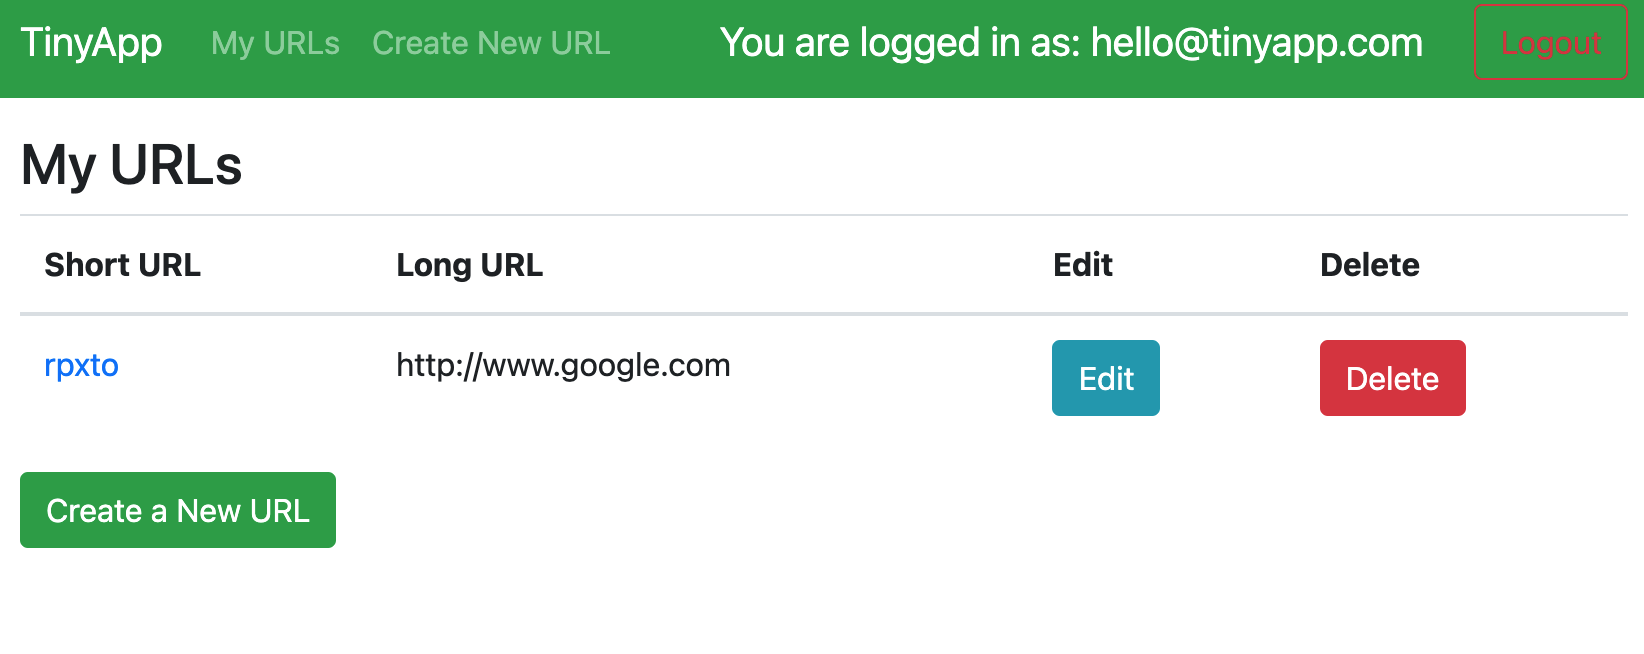 TinyApp My URLs Create New URL You are logged in as: hello@tinyapp.com Logout
My URLs
Short URL Long URL Edit Delete
rpxto http://www.google.com Edit Delete
Create a New URL